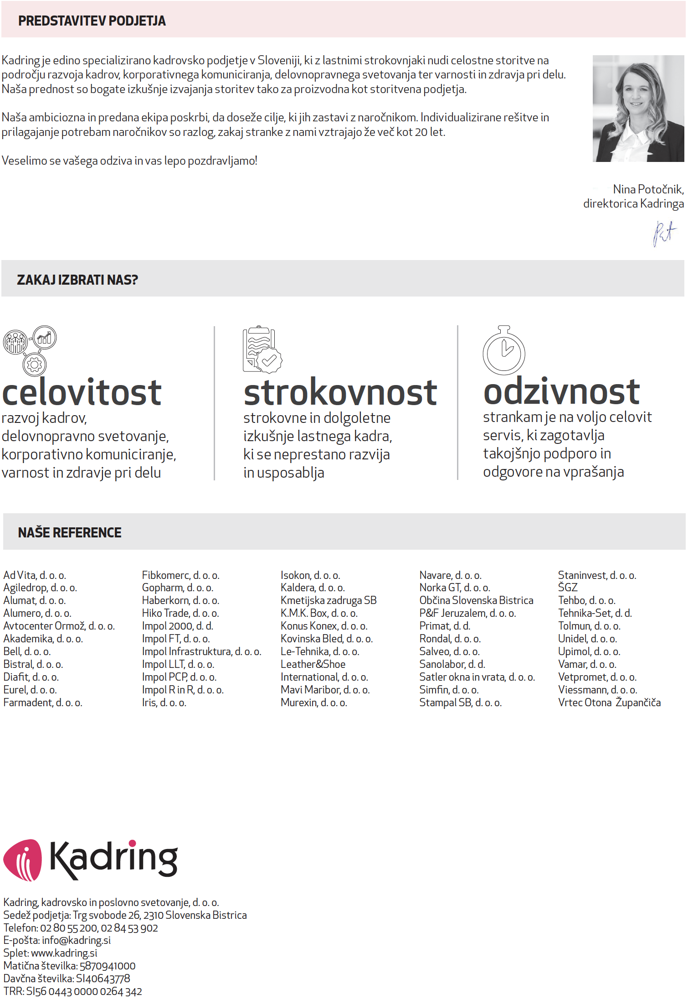 PREDSTAVITEV PODJETJA
Kadring je edino specializirano kadrovsko podjetje v Sloveniji, ki z lastnimi strokovnjaki nudi celostne storitve na
področju razvoja kadrov, korporativnega komuniciranja, delovnopravnega svetovanja ter varnosti in zdravja pri delu.
Naša prednost so bogate izkušnje izvajanja storitev tako za proizvodna kot storitvena podjetja.
Naša ambiciozna in predana ekipa poskrbi, da doseže cilje, ki jih zastavi z naročnikom. Individualizirane rešitve in
prilagajanje potrebam naročnikov so razlog, zakaj stranke z nami vztrajajo že več kot 20 let.
Veselimo se vašega odziva in vas lepo pozdravljamo!
Nina Potočnik,
direktorica Kadringa
ZAKAJ IZBRATI NAS?
celovitost
razvoj kadrov,
delovnopravno svetovanje,
korporativno komuniciranje,
varnost in zdravje pri delu
strokovnost
strokovne in dolgoletne
izkušnje lastnega kadra,
ki se neprestano razvija
in usposablja
odzivnost
strankam je na voljo celovit
servis, ki zagotavlja
takojšnjo podporo in
odgovore na vprašanja
NAŠE REFERENCE
Ad Vita, d. o. o.
Agiledrop, d. o. o.
Alumat, d. o. o.
Alumero, d. o. o.
Avtocenter Ormož, d. o. o.
Akademika, d. o. o.
Bell, d. o. o.
Bistral, d. o. o.
Diafit, d. o. o.
Eurel, d. o. o.
Farmadent, d. o. o.
Fibkomerc, d. o. o.
Gopharm, d. o. o.
Haberkorn, d. o. o.
Hiko Trade, d. o. o.
Impol 2000, d. d.
Impol FT, d. o. o.
Impol Infrastruktura, d. o. o.
Impol LLT, d. o. o.
Impol PCP, d. o. o.
Impol R in R, d. o. o.
Iris, d. o. o.
Isokon, d. o. o.
Kaldera, d. o. o.
Kmetijska zadruga SB
K.M.K. Box, d. o. o.
Konus Konex, d. o. o.
Kovinska Bled, d. o. o.
Le-Tehnika, d. o. o.
Leather&Shoe
International, d. o. o.
Mavi Maribor, d. o. o.
Murexin, d. o. o.
Navare, d. o. o.
Norka GT, d. o. o.
Občina Slovenska Bistrica
P&F Jeruzalem, d. o. o.
Primat, d. d.
Rondal, d. o. o.
Salveo, d. o. o.
Sanolabor, d. d.
Satler okna in vrata, d. o. o.
Simfin, d. o. o.
Stampal SB, d. o. o.
Staninvest, d. o. o.
ŠGZ
Tehbo, d. o. o.
Tehnika-Set, d. d.
Tolmun, d. o. o.
Unidel, d. o. o.
Upimol, d. o. o.
Vamar, d. o. o.
Vetpromet, d. o. o.
Viessmann, d. o. o.
Vrtec Otona Župančiča
Kadring
Kadring, kadrovsko in poslovno svetovanje, d. o. o.
Sedež podjetja: Trg svobode 26, 2310 Slovenska Bistrica
Telefon: 02 80 55 200, 02 84 53 902
E-pošta: info@kadring.si
Splet: www.kadring.si
Matična številka: 5870941000
Davčna številka: SI40643778
TRR: SI56 0443 0000 0264 342